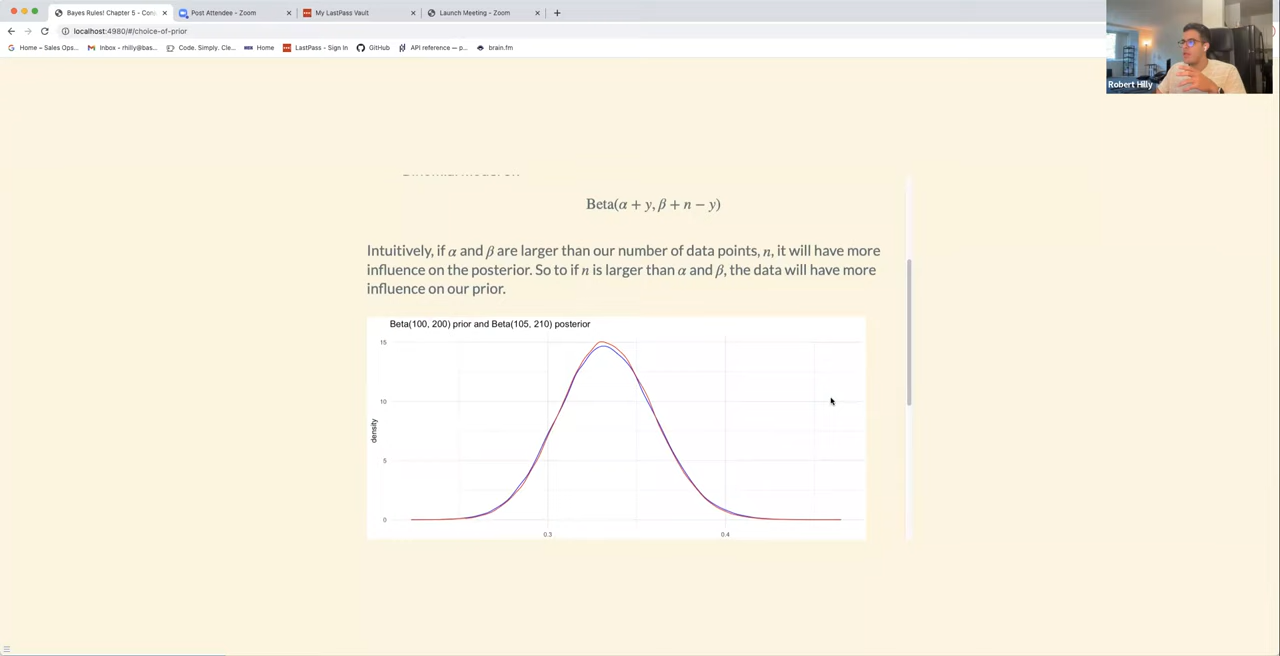 Bayes Rules! Chapter 5 - Con
Post Attendee - Zoom
My LastPass Vault
Launch Meeting - Zoom
localhost:4980/#/choice-of-prior
Home – Sales Ops...
Inbox - rhilly@bas...
Code. Simply. Cle...
Home
LastPass - Sign In
GitHub
API reference — p...
brain.fm
Robert Hilly
Beta(α + y, β + n − y)
Intuitively, if α and β are larger than our number of data points, n, it will have more
influence on the posterior. So to if n is larger than α and β, the data will have more
influence on our prior.
Beta(100, 200) prior and Beta(105, 210) posterior
15
10
density
5
0
0.3
0.4